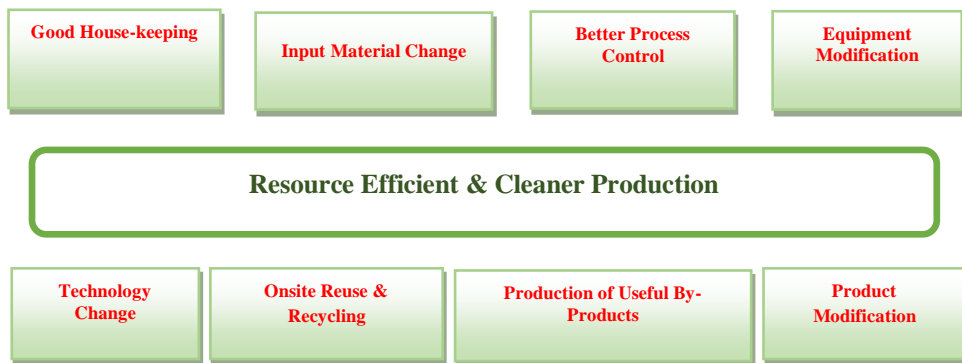 Good House-keeping
Input Material Change
Better Process
Control
Equipment
Modification
Resource Efficient & Cleaner Production
Technology
Change
Onsite Reuse &
Recycling
Production of Useful By-
Products
Product
Modification